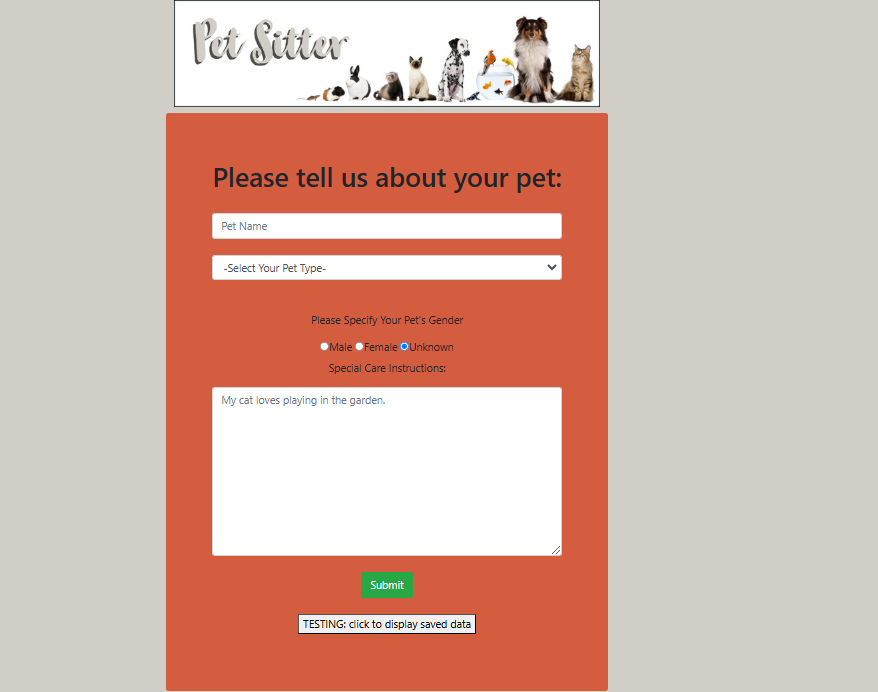 Pet Sitter
Please tell us about your pet:
Pet Name
-Select Your Pet Type-
Please Specify Your Pet's Gender
Male Female Unknown
Special Care Instructions:
My cat loves playing in the garden.
Submit
TESTING: click to display saved data